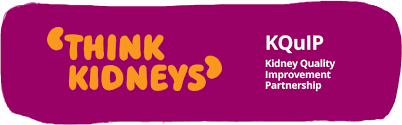 THINK
KIDNEYS
KQuIP
Kidney Quality
Improvement
Partnership